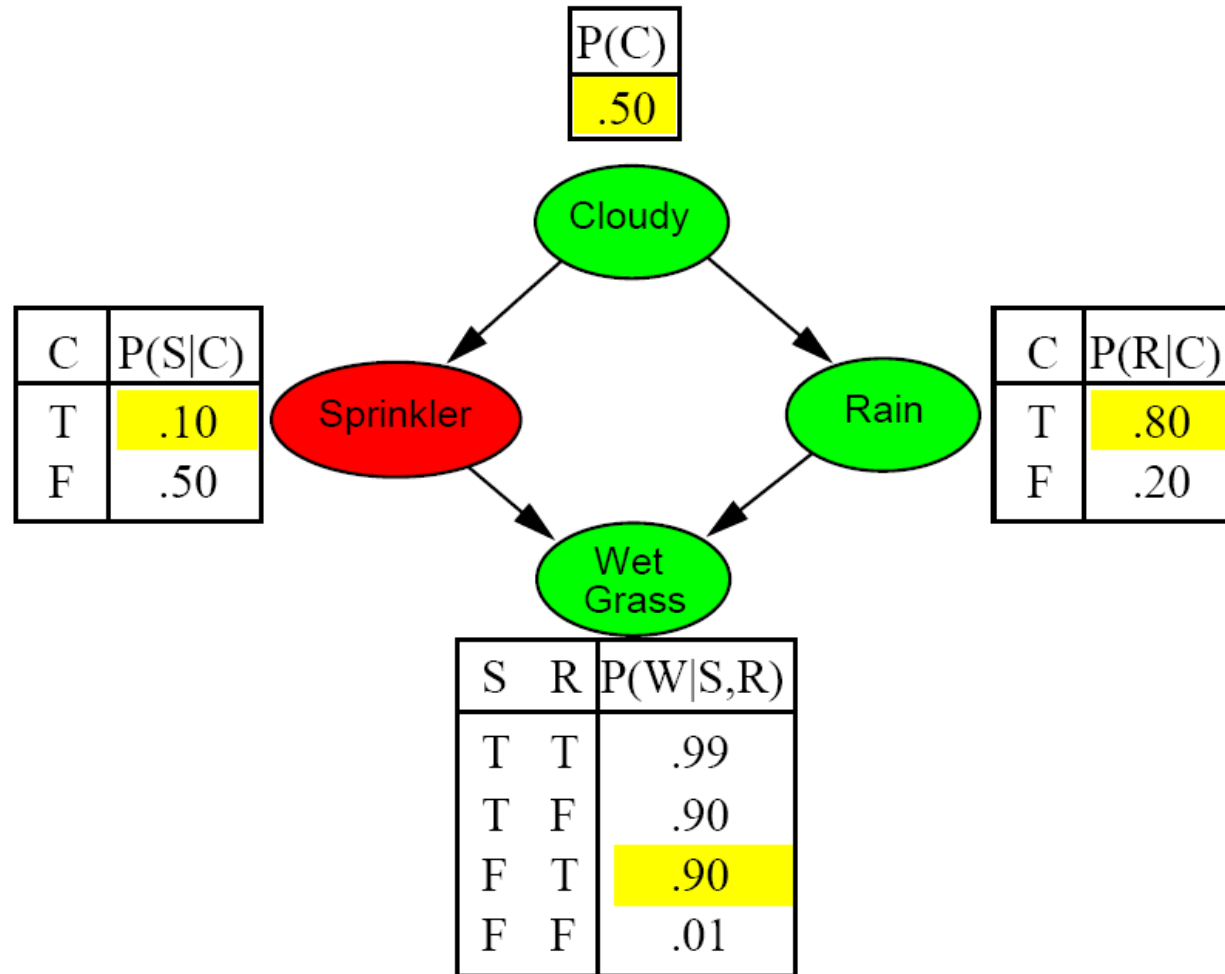 P(C)
.50
Cloudy
C P(S|C)
T .10
F .50
Sprinkler
Rain
C P(R|C)
T .80
F .20
Wet
Grass
S R P(W|S,R)
T T .99
T F .90
F T .90
F F .01